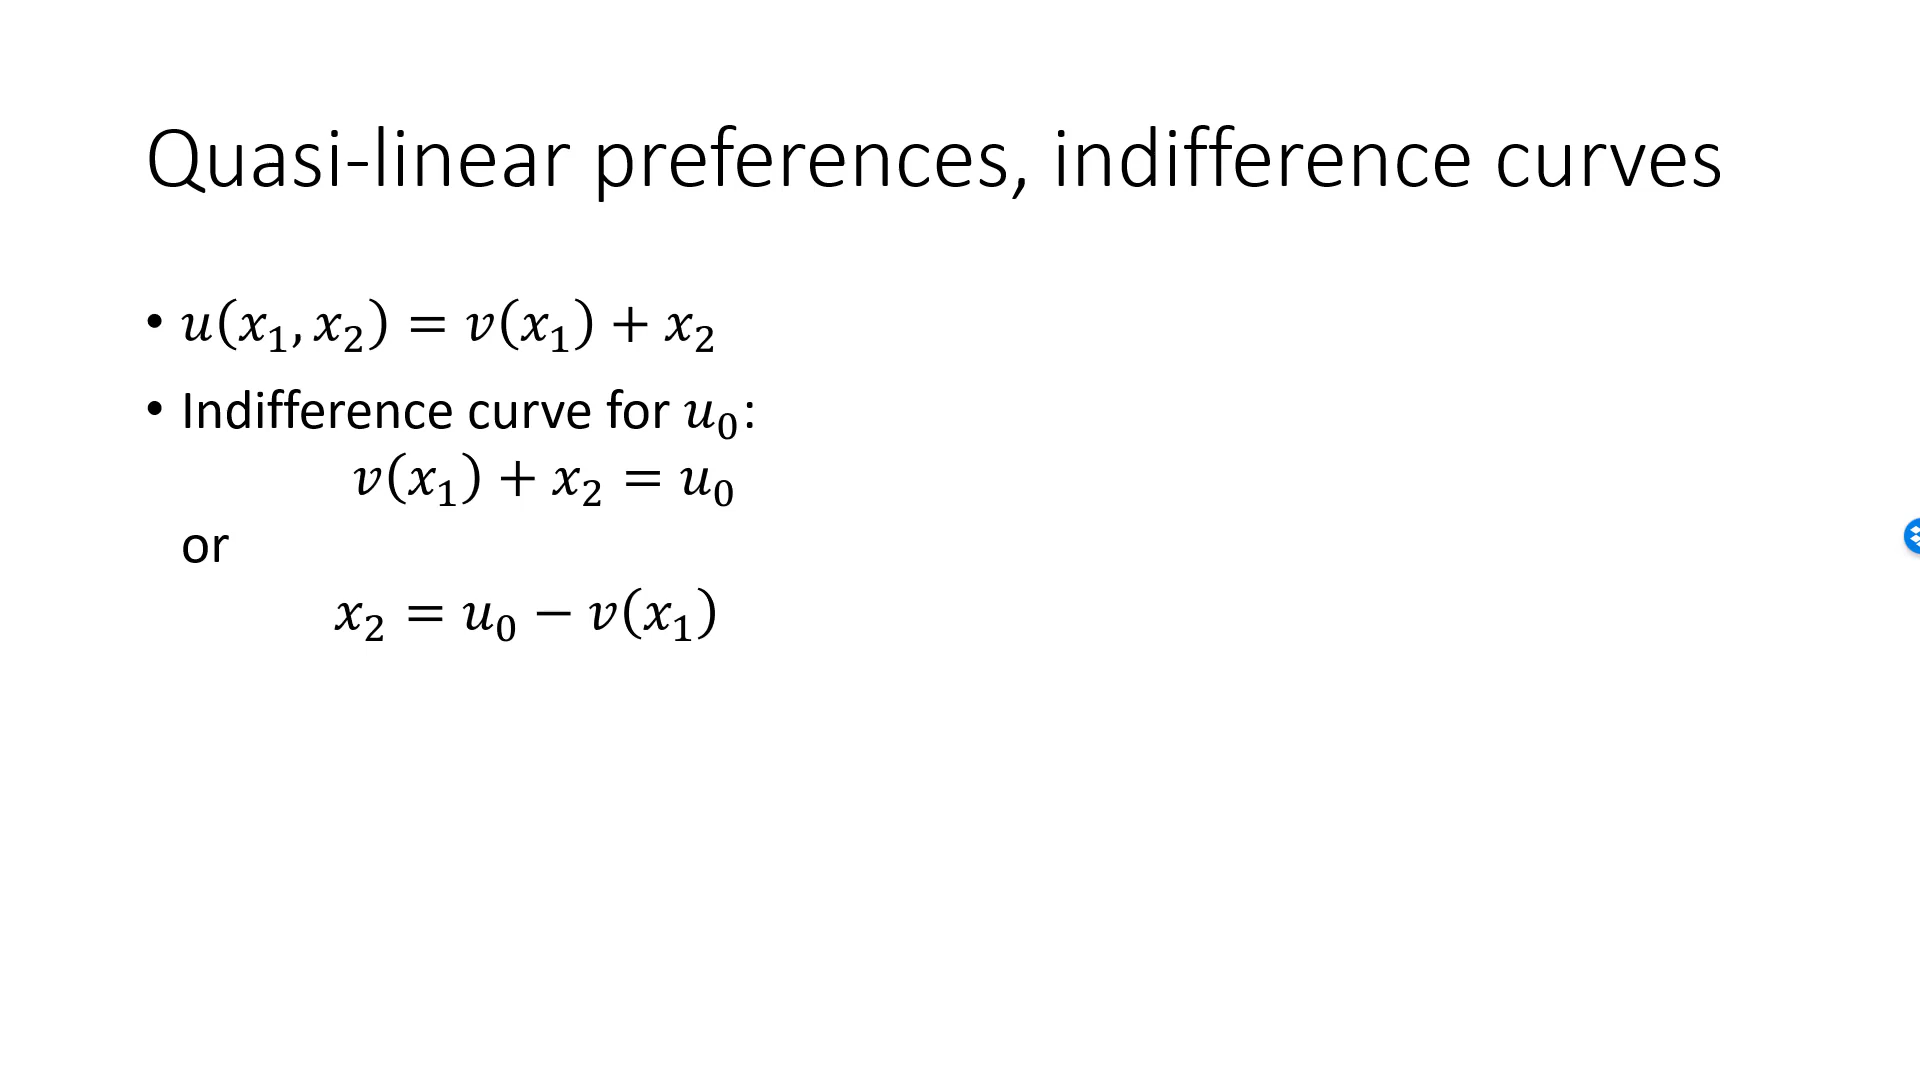 Quasi-linear preferences, indifference curves
• 𝑢(𝑥₁, 𝑥₂) = 𝑣(𝑥₁) + 𝑥₂
• Indifference curve for 𝑢₀:
𝑣(𝑥₁) + 𝑥₂ = 𝑢₀
or
𝑥₂ = 𝑢₀ − 𝑣(𝑥₁)